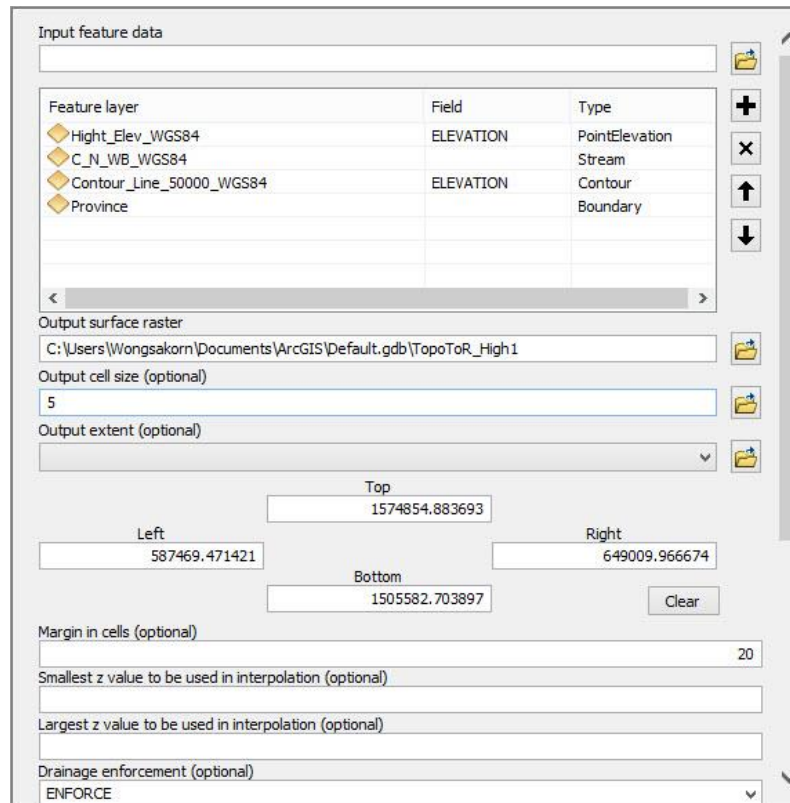 Input feature data
Feature layer Field Type
Hight_Elev_WGS84 ELEVATION PointElevation
C_N_WB_WGS84 Stream
Contour_Line_50000_WGS84 ELEVATION Contour
Province Boundary
Output surface raster
C:\Users\Wongsakorn\Documents\ArcGIS\Default.gdb\TopoToR_High1
Output cell size (optional)
5
Output extent (optional)
Top
1574854.883693
Left Right
587469.471421 649009.966674
Bottom
1505582.703897
Clear
Margin in cells (optional)
20
Smallest z value to be used in interpolation (optional)
Largest z value to be used in interpolation (optional)
Drainage enforcement (optional)
ENFORCE